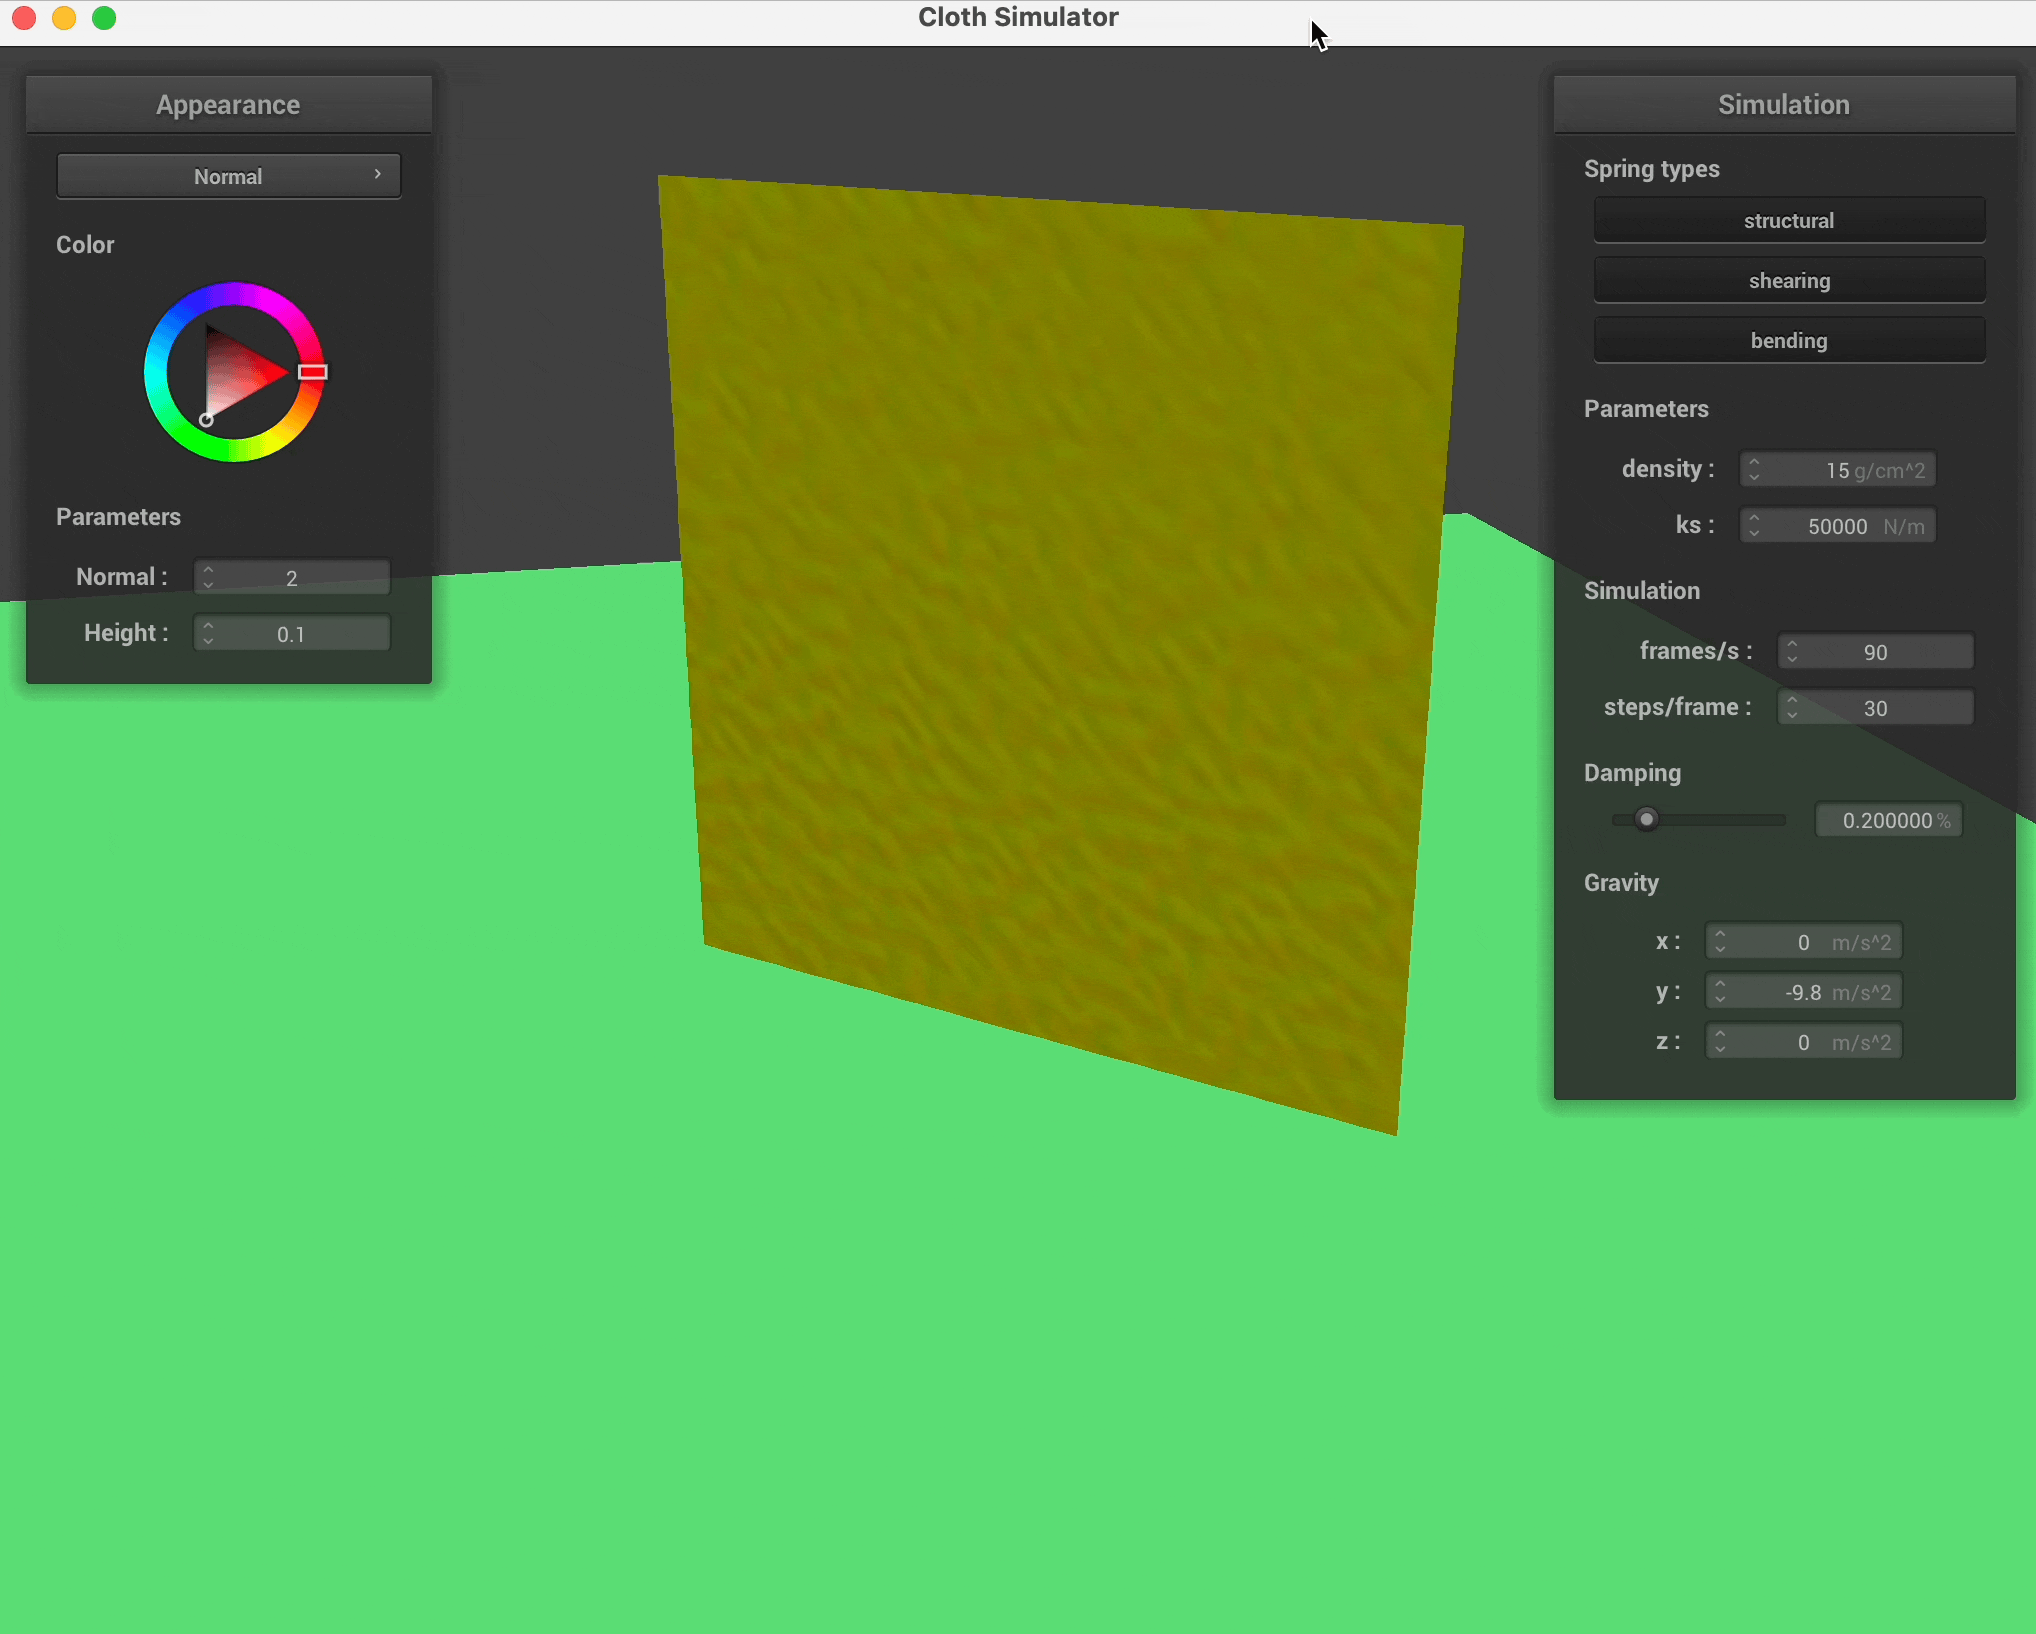 Cloth Simulator
Appearance
Normal
Color
Parameters
Normal : 2
Height : 0.1
Simulation
Spring types
structural
shearing
bending
Parameters
density : 15 g/cm^2
ks : 50000 N/m
Simulation
frames/s : 90
steps/frame : 30
Damping
0.200000 %
Gravity
x : 0 m/s^2
y : -9.8 m/s^2
z : 0 m/s^2